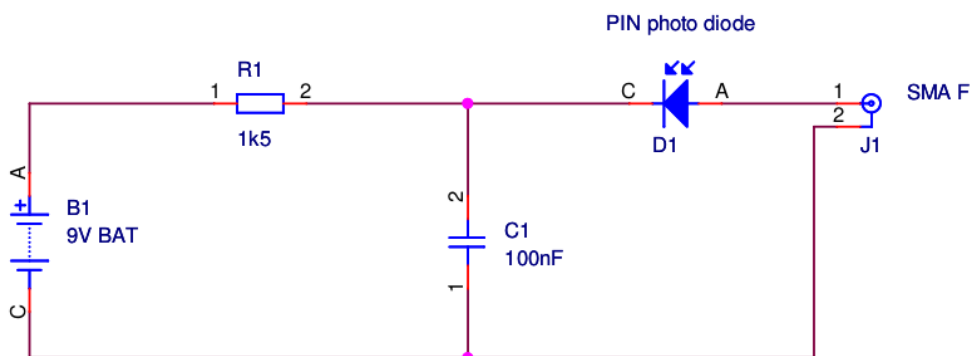 PIN photo diode
R1
1
2
1k5
C
A
D1
1
2
SMA F
J1
A
+
B1
9V BAT
C
2
C1
100nF
1